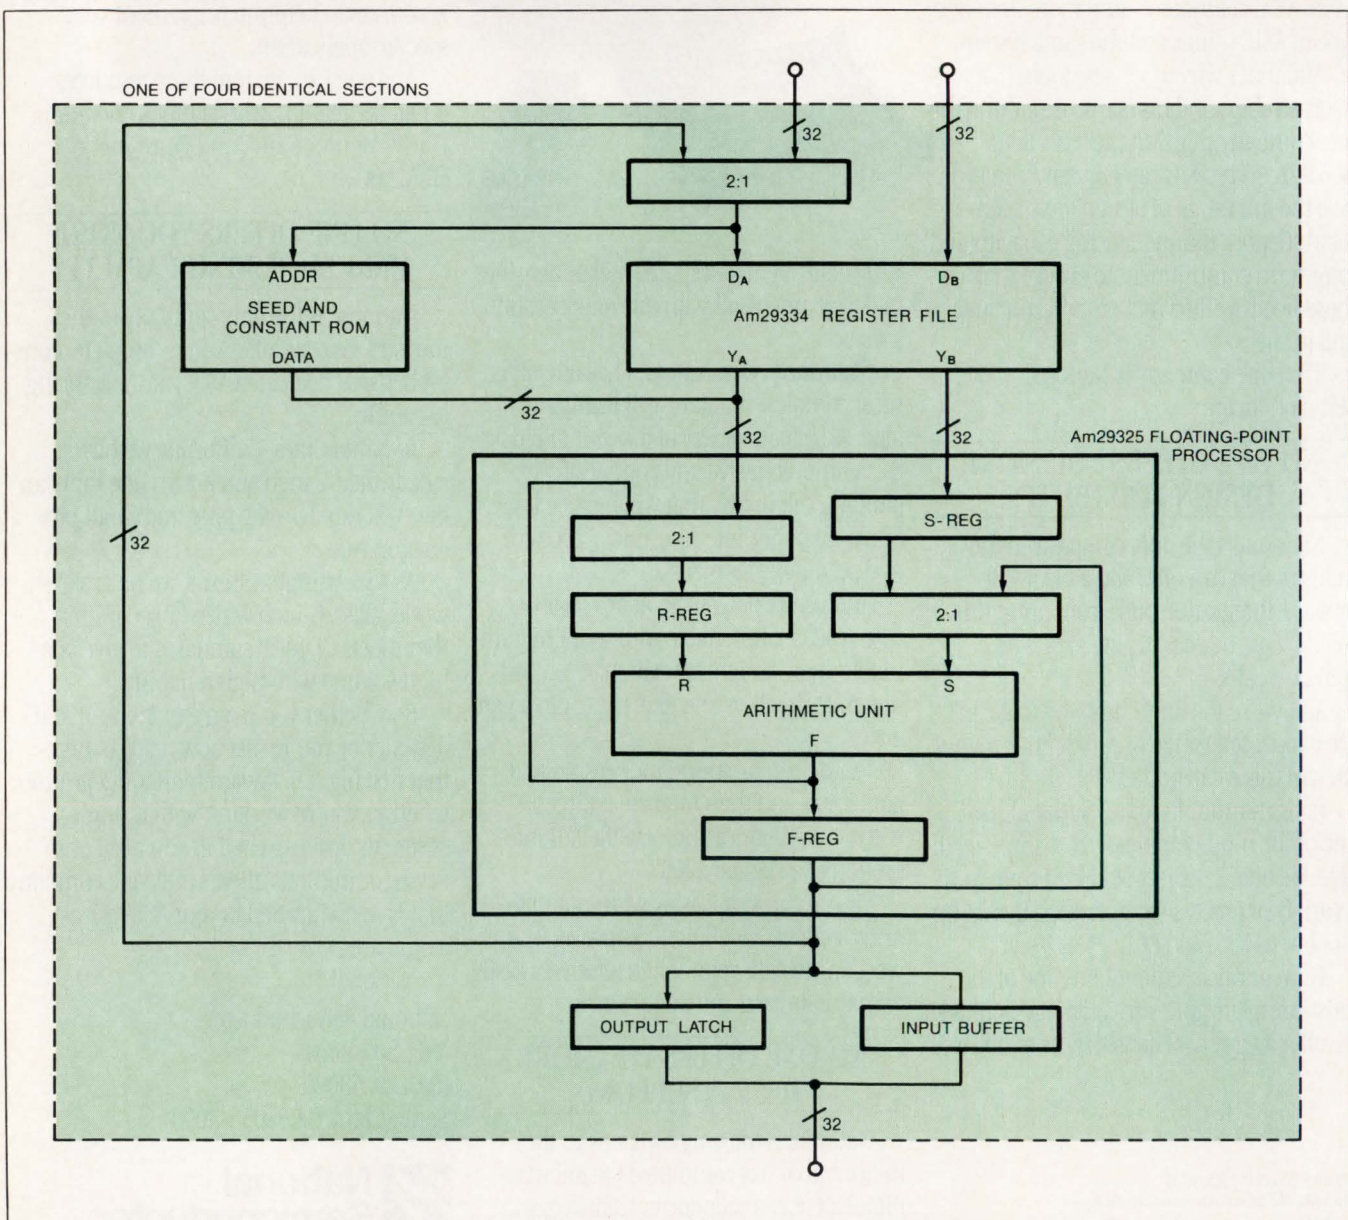 ONE OF FOUR IDENTICAL SECTIONS
32
32
2:1
ADDR
SEED AND
CONSTANT ROM
DATA
DA
DB
Am29334 REGISTER FILE
YA
YB
32
32
32
Am29325 FLOATING-POINT
PROCESSOR
S-REG
2:1
32
R-REG
2:1
R
S
ARITHMETIC UNIT
F
F-REG
OUTPUT LATCH
INPUT BUFFER
32